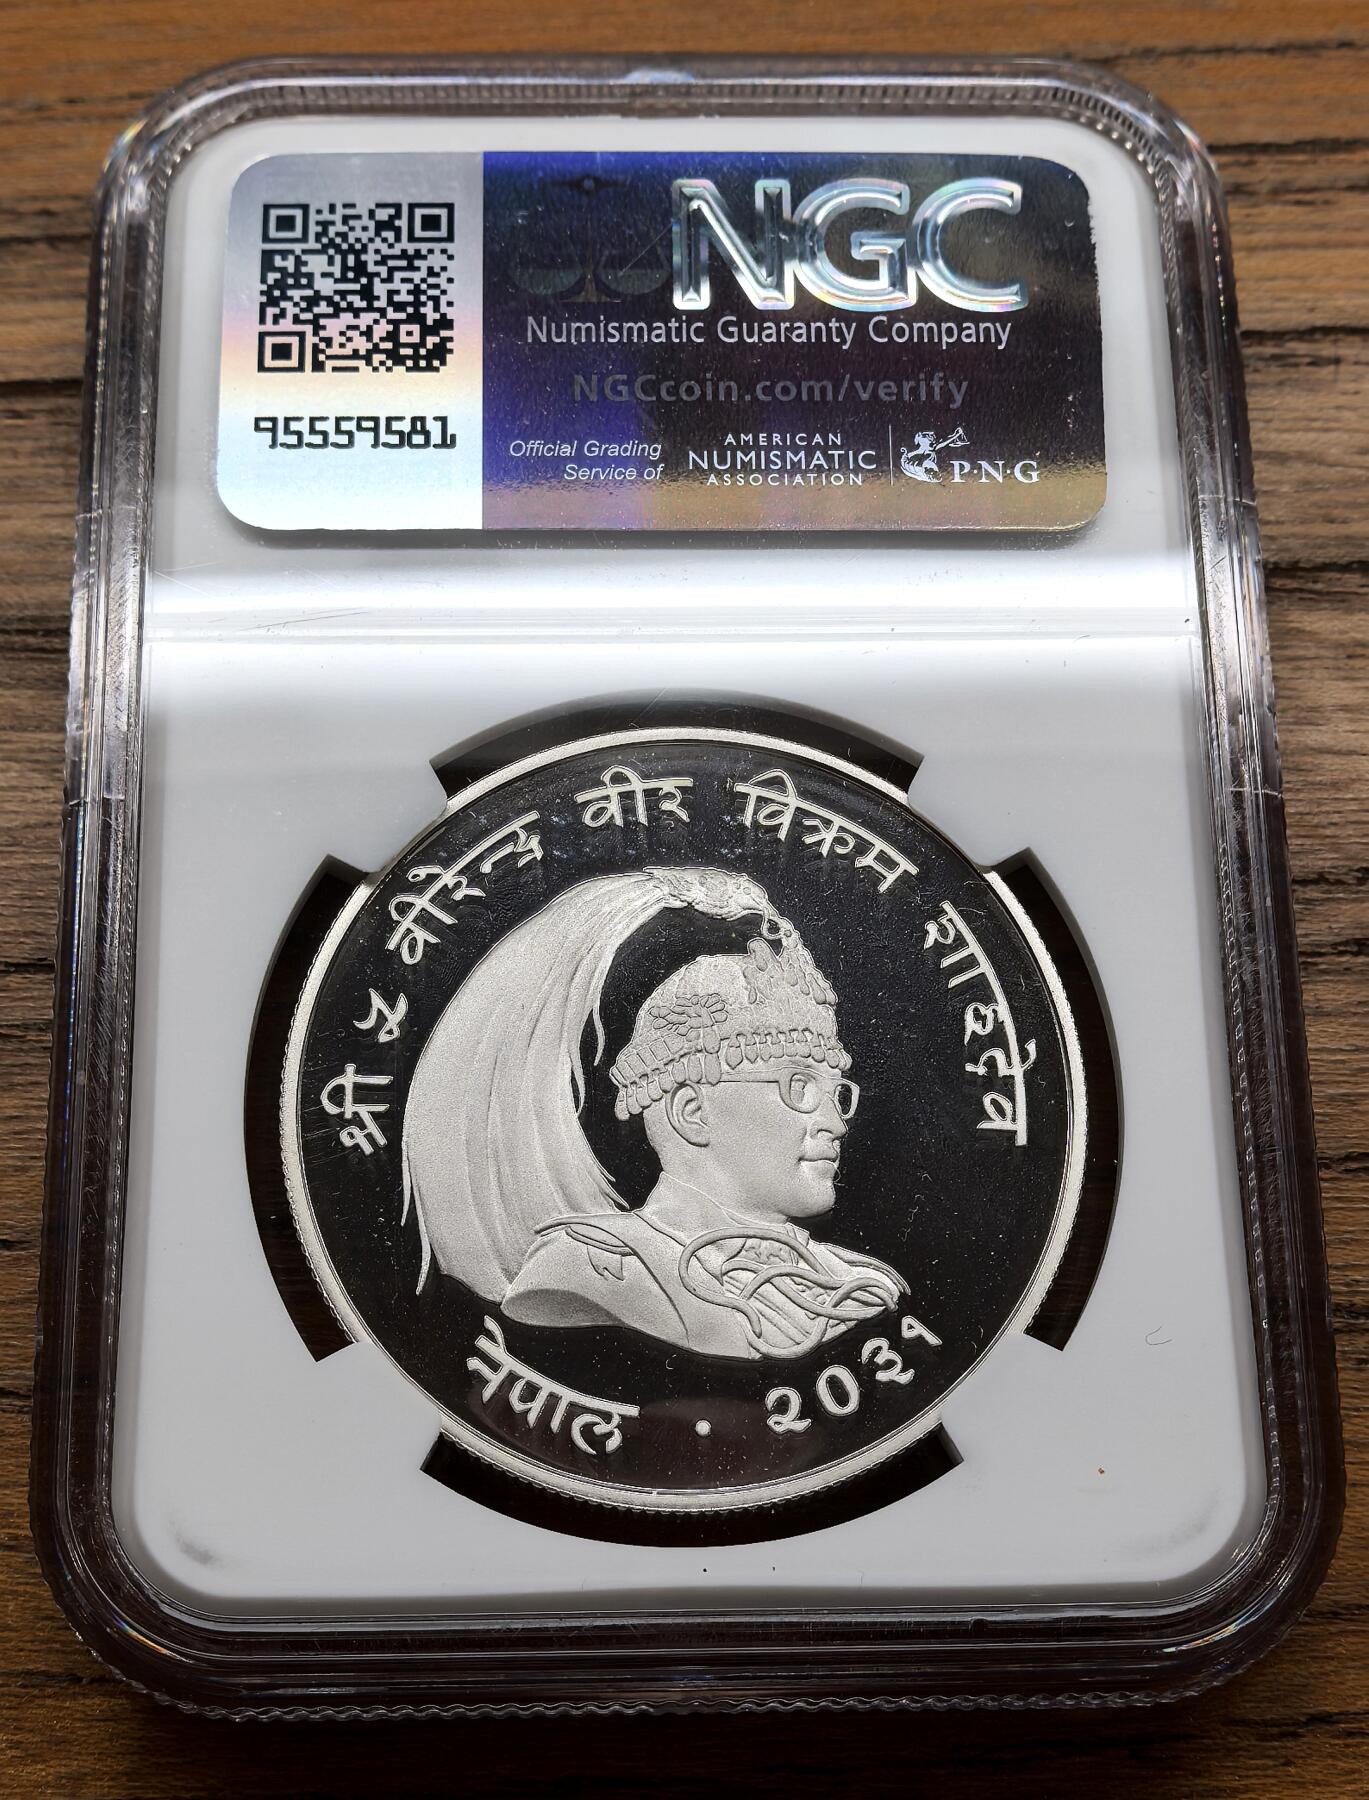 NGC
Numismatic Guaranty Company
NGCcoin.com/verify
95559581
Official Grading
Service of
AMERICAN
NUMISMATIC
ASSOCIATION
P·N·G
श्री ५ वीरेन्द्र वीर विक्रम शाहदेव
नेपाल · २०३१